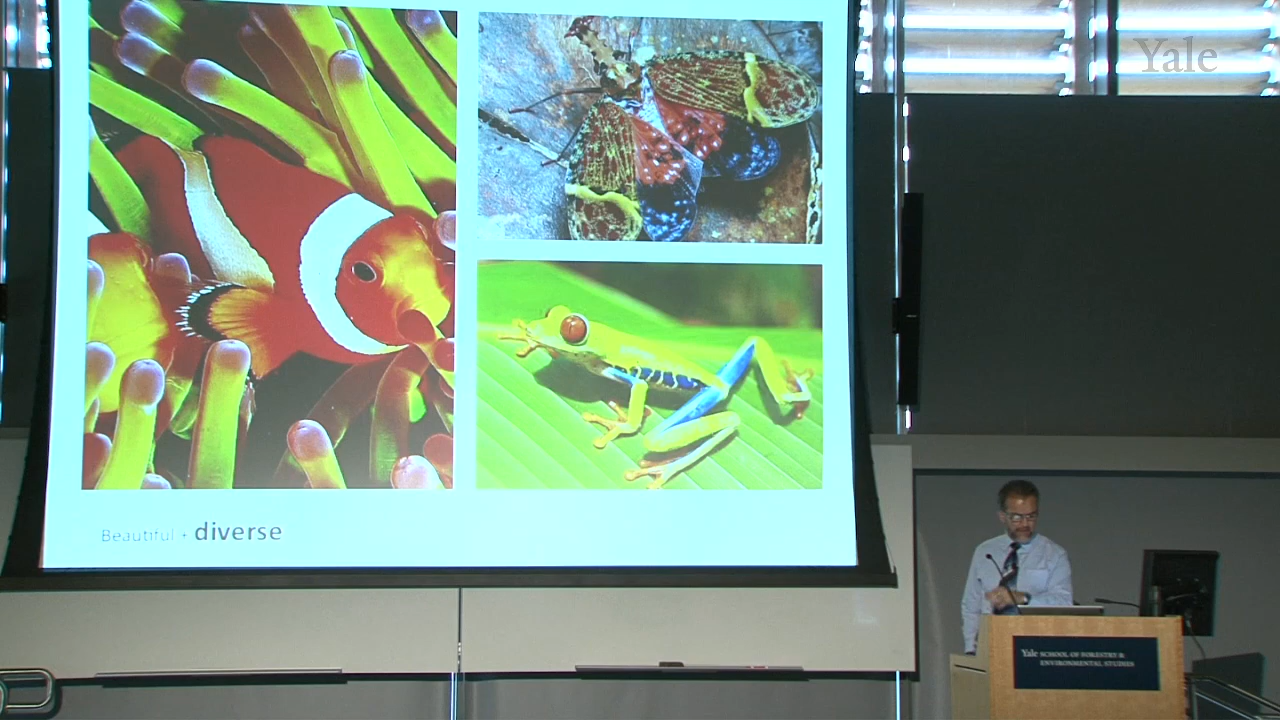 Yale
Beautiful + diverse
Yale SCHOOL OF FORESTRY &
ENVIRONMENTAL STUDIES